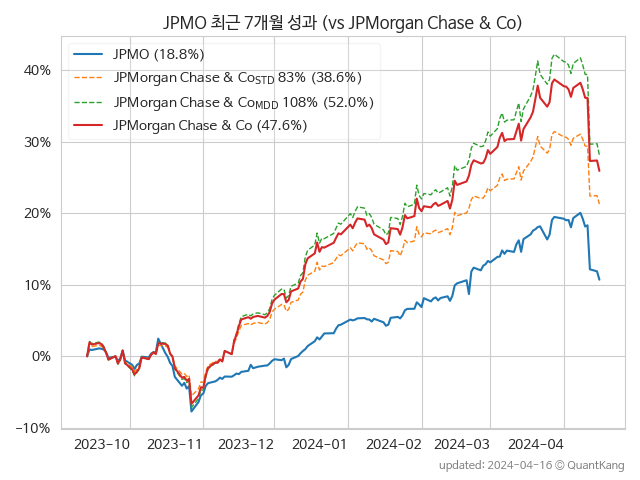 JPMO 최근 7개월 성과 (vs JPMorgan Chase & Co)
JPMO (18.8%)
JPMorgan Chase & CoSTD 83% (38.6%)
JPMorgan Chase & CoMDD 108% (52.0%)
JPMorgan Chase & Co (47.6%)
40%
30%
20%
10%
0%
−10%
2023-10 2023-11 2023-12 2024-01 2024-02 2024-03 2024-04
updated: 2024-04-16 © QuantKang